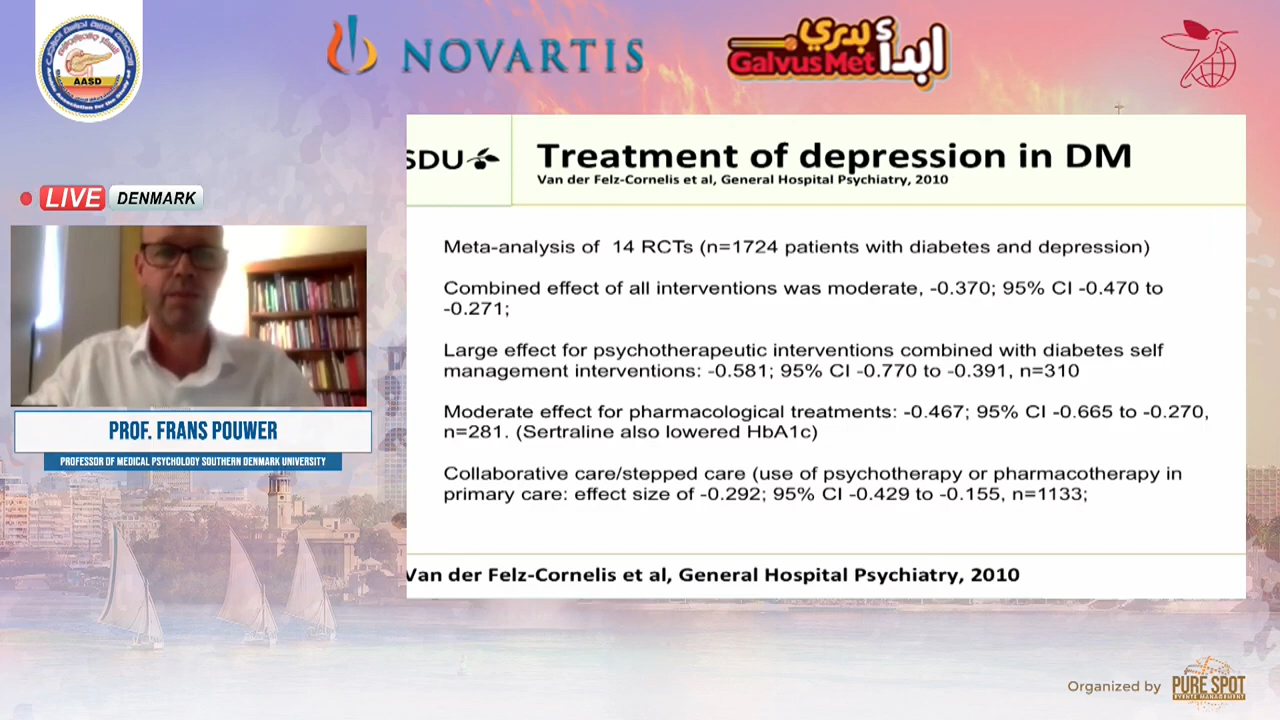 AASD
NOVARTIS
ابدأ بدري
GalvusMet
LIVE
DENMARK
SDU
Treatment of depression in DM
Van der Felz-Cornelis et al, General Hospital Psychiatry, 2010
Meta-analysis of 14 RCTs (n=1724 patients with diabetes and depression)
Combined effect of all interventions was moderate, -0.370; 95% CI -0.470 to
-0.271;
Large effect for psychotherapeutic interventions combined with diabetes self
management interventions: -0.581; 95% CI -0.770 to -0.391, n=310
Moderate effect for pharmacological treatments: -0.467; 95% CI -0.665 to -0.270,
n=281. (Sertraline also lowered HbA1c)
Collaborative care/stepped care (use of psychotherapy or pharmacotherapy in
primary care: effect size of -0.292; 95% CI -0.429 to -0.155, n=1133;
Van der Felz-Cornelis et al, General Hospital Psychiatry, 2010
PROF. FRANS POUWER
PROFESSOR OF MEDICAL PSYCHOLOGY SOUTHERN DENMARK UNIVERSITY
Organized by
PURE SPOT
EVENTS MANAGEMENT